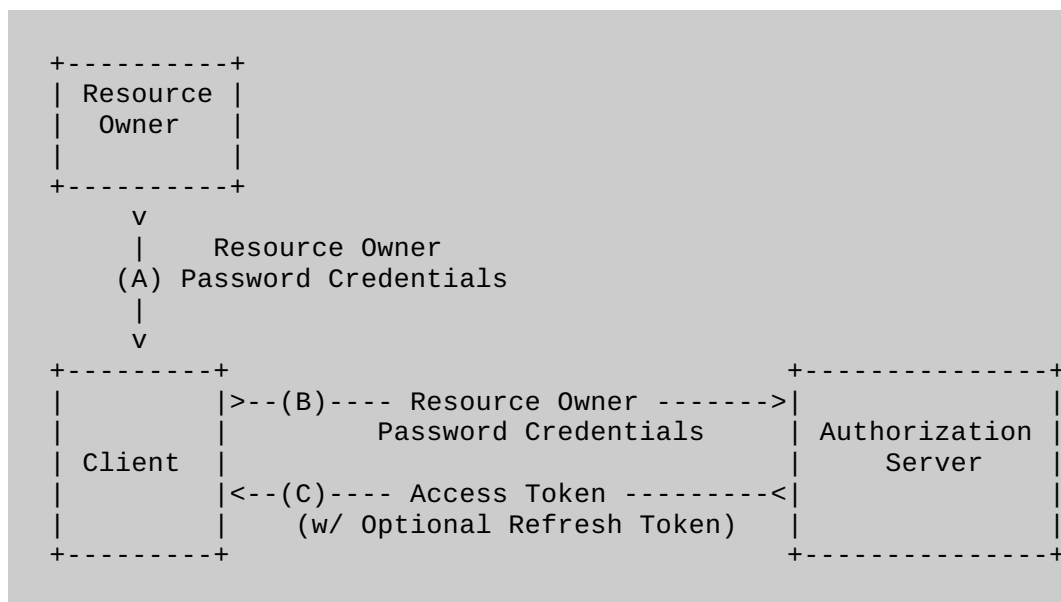 +----------+
| Resource |
|  Owner   |
|          |
+----------+
     v
     |    Resource Owner
    (A) Password Credentials
     |
     v
+---------+                                  +---------------+
|         |>--(B)---- Resource Owner ------->|               |
|         |         Password Credentials     | Authorization |
| Client  |                                  |     Server    |
|         |<--(C)---- Access Token ---------<|               |
|         |    (w/ Optional Refresh Token)   |               |
+---------+                                  +---------------+